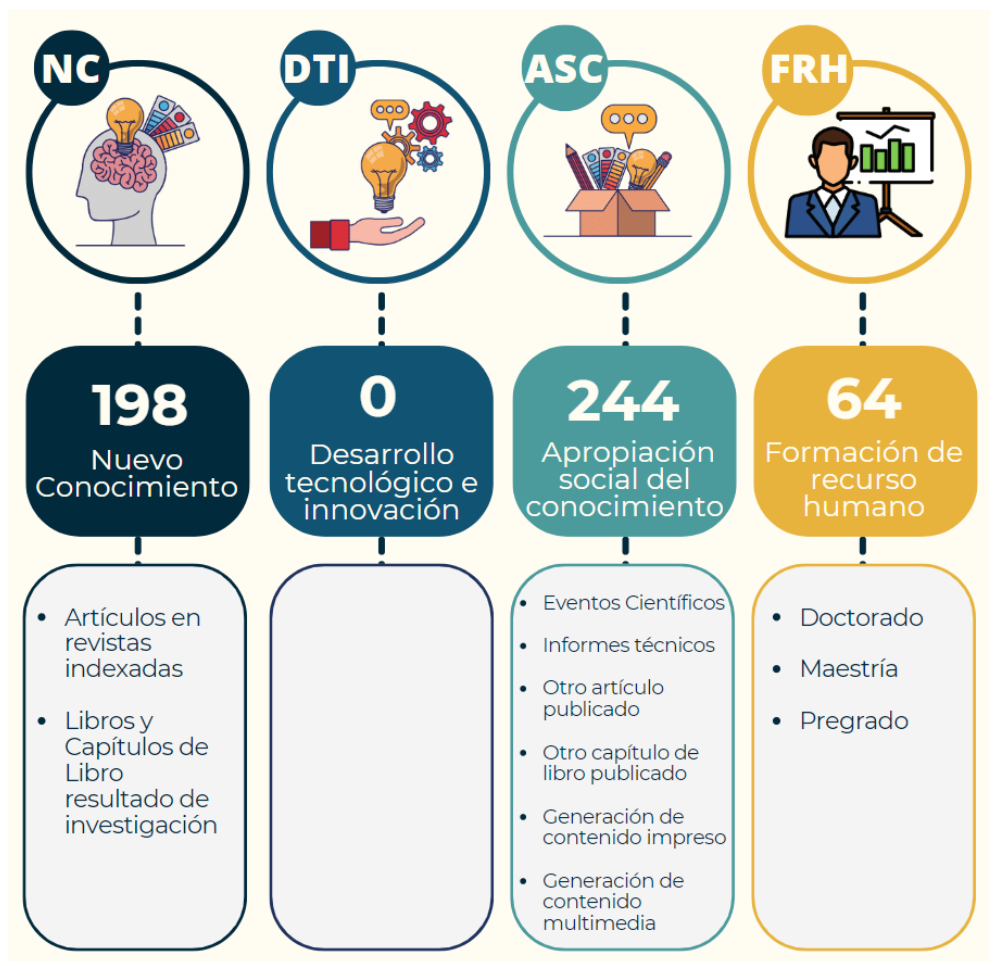 NC
DTI
ASC
FRH
198
Nuevo
Conocimiento
0
Desarrollo
tecnológico e
innovación
244
Apropiación
social del
conocimiento
64
Formación de
recurso
humano
• Artículos en
revistas
indexadas
• Libros y
Capítulos de
Libro
resultado de
investigación
• Eventos Científicos
• Informes técnicos
• Otro artículo
publicado
• Otro capítulo de
libro publicado
• Generación de
contenido impreso
• Generación de
contenido
multimedia
• Doctorado
• Maestría
• Pregrado